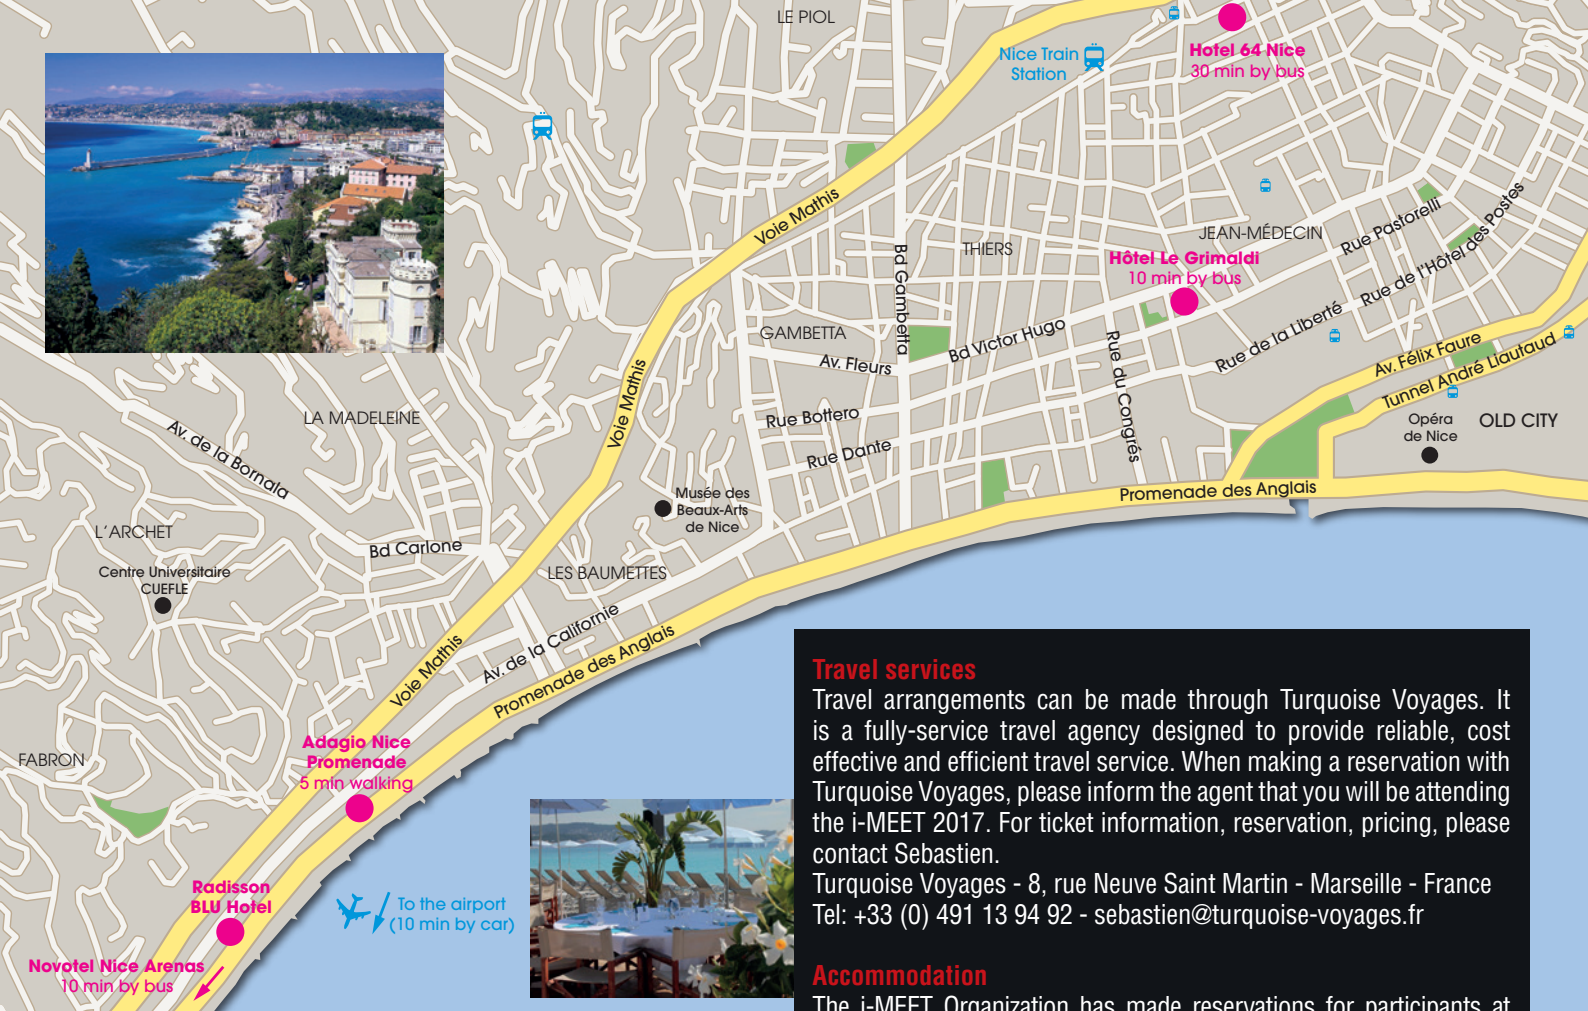 LE PIOL
Nice Train
Station
Hotel 64 Nice
30 min by bus
Voie Mathis
Bd Gambetta
THIERS
JEAN-MÉDECIN
Rue Pastorelli
Rue de l'Hôtel des Postes
Hôtel Le Grimaldi
10 min by bus
GAMBETTA
Av. Fleurs
Bd Victor Hugo
Rue du Congrés
Rue de la Liberté
Av. Félix Faure
Tunnel André Liautaud
Voie Mathis
LA MADELEINE
Av. de la Bornala
Rue Bottero
Rue Dante
Opéra
de Nice
OLD CITY
Promenade des Anglais
Musée des
Beaux-Arts
de Nice
L'ARCHET
Bd Carlone
Centre Universitaire
CUEFLE
LES BAUMETTES
Av. de la Californie
Voie Mathis
Promenade des Anglais
FABRON
Adagio Nice
Promenade
5 min walking
Radisson
BLU Hotel
To the airport
(10 min by car)
Novotel Nice Arenas
10 min by bus
Travel services
Travel arrangements can be made through Turquoise Voyages. It
is a fully-service travel agency designed to provide reliable, cost
effective and efficient travel service. When making a reservation with
Turquoise Voyages, please inform the agent that you will be attending
the i-MEET 2017. For ticket information, reservation, pricing, please
contact Sebastien.
Turquoise Voyages - 8, rue Neuve Saint Martin - Marseille - France
Tel: +33 (0) 491 13 94 92 - sebastien@turquoise-voyages.fr
Accommodation
The i-MEET Organization has made reservations for participants at